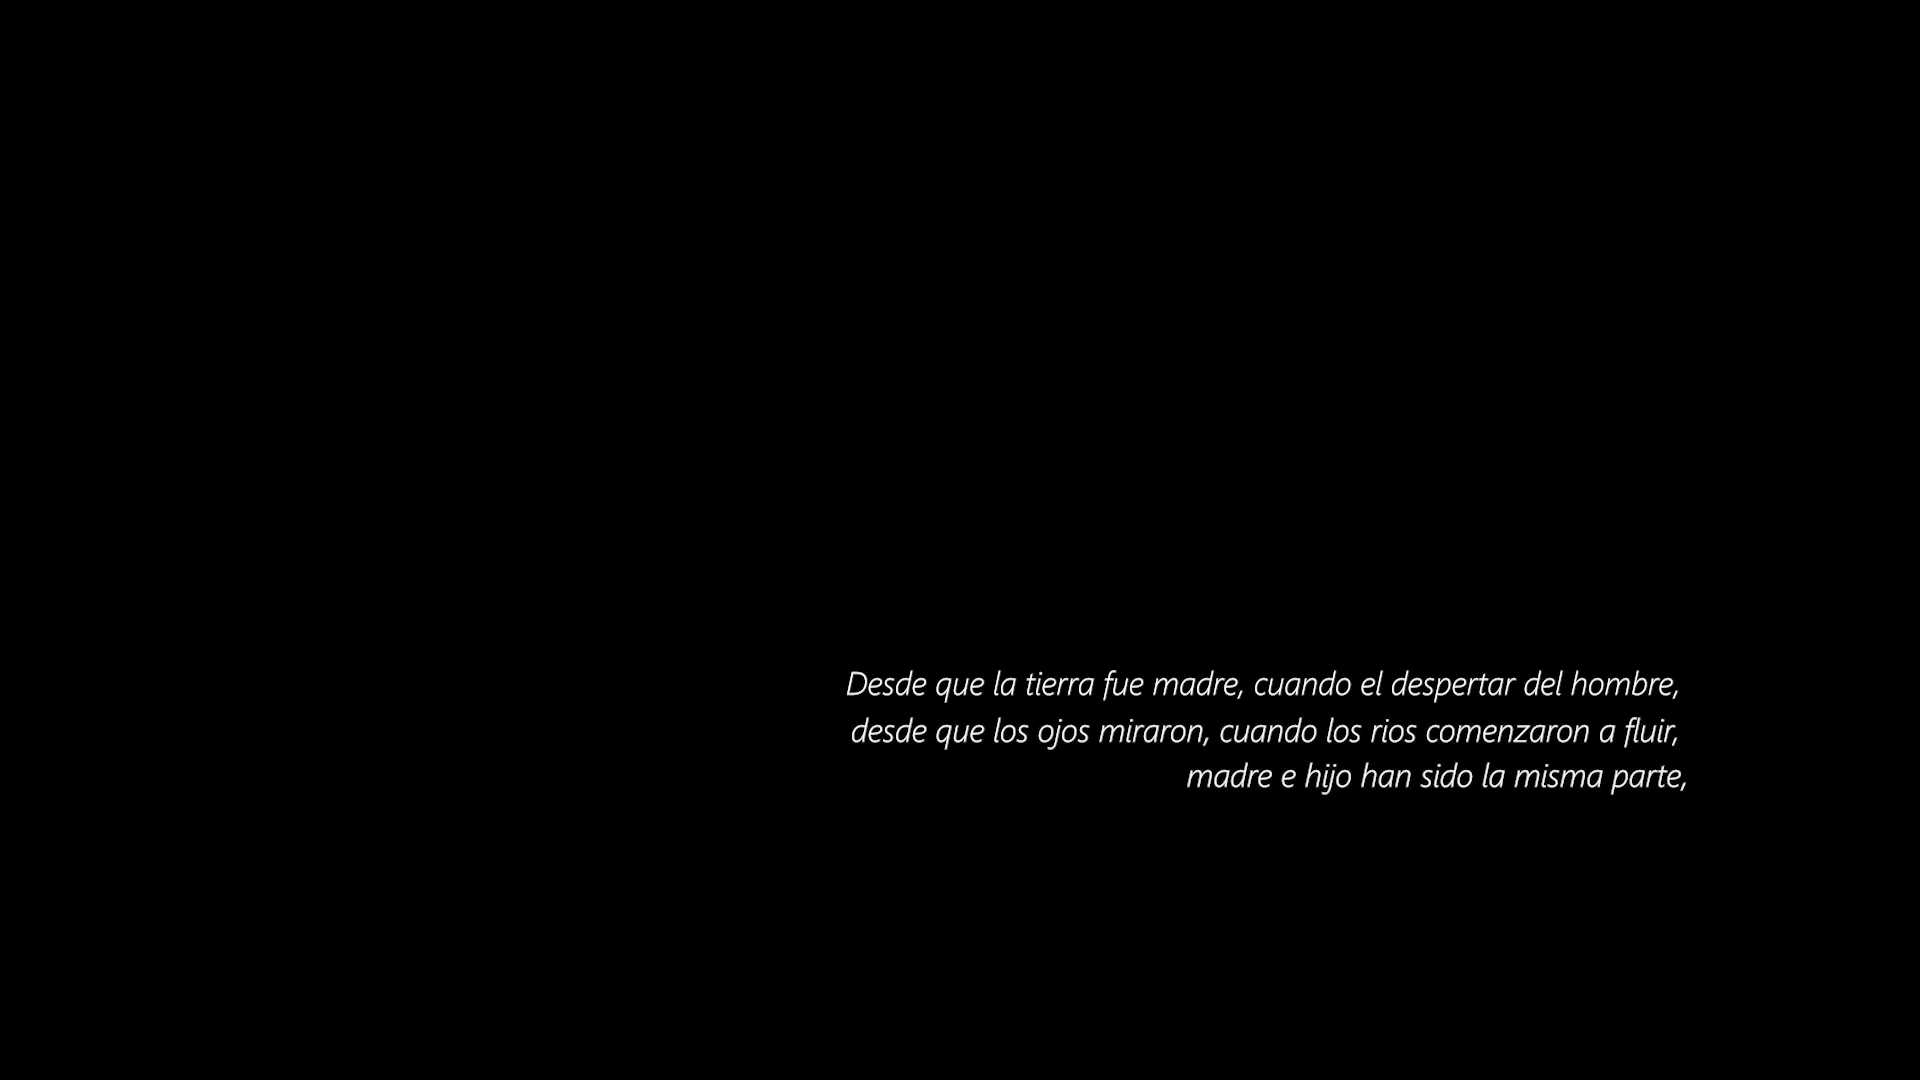 Desde que la tierra fue madre, cuando el despertar del hombre,
desde que los ojos miraron, cuando los rios comenzaron a fluir,
madre e hijo han sido la misma parte,